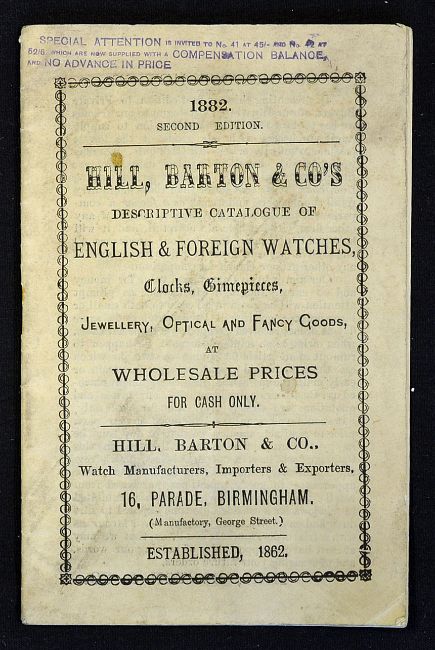 SPECIAL ATTENTION IS INVITED TO No. 41 AT 45/- AND No. AT
52/6 WHICH ARE NOW SUPPLIED WITH A COMPENSATION BALANCE,
AND NO ADVANCE IN PRICE
1882.
SECOND EDITION.
HILL, BARTON & CO'S
DESCRIPTIVE CATALOGUE OF
ENGLISH & FOREIGN WATCHES,
Clocks, Gimepieces,
JEWELLERY, OPTICAL AND FANCY GOODS,
AT
WHOLESALE PRICES
FOR CASH ONLY.
HILL, BARTON & CO.,
Watch Manufacturers, Importers & Exporters,
16, PARADE, BIRMINGHAM.
(Manufactory, George Street.)
ESTABLISHED, 1862.